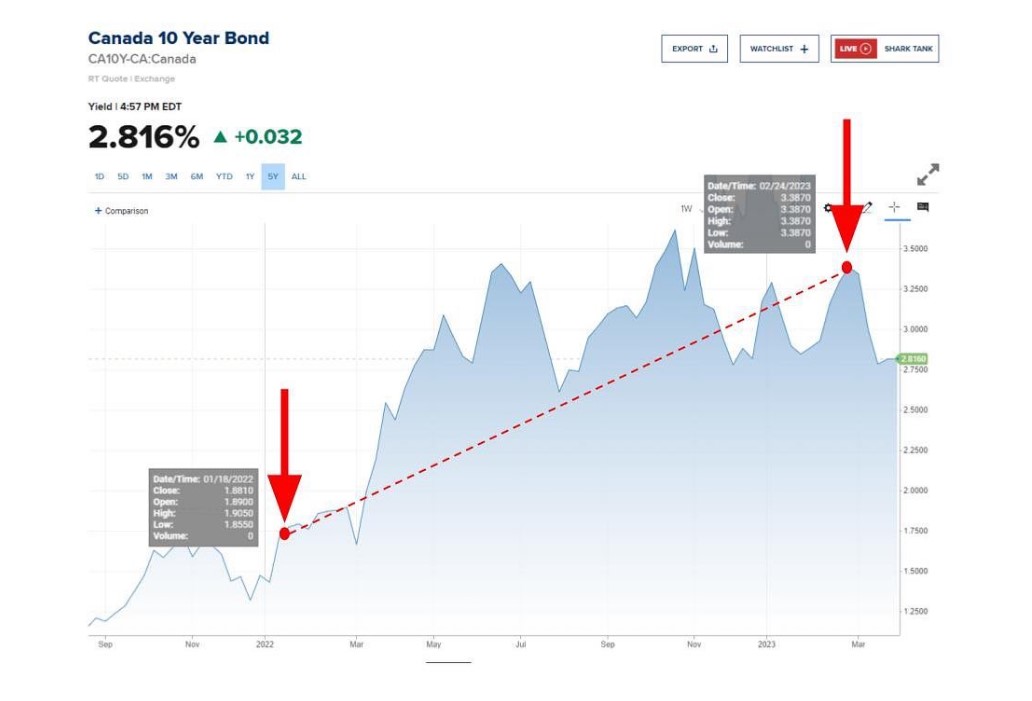 Canada 10 Year Bond
CA10Y-CA:Canada
RT Quote | Exchange
EXPORT
WATCHLIST +
LIVE SHARK TANK
Yield | 4:57 PM EDT
2.816% ▲ +0.032
1D 5D 1M 3M 6M YTD 1Y 5Y ALL
+ Comparison
1W
Date/Time: 02/24/2023
Close: 3.3870
Open: 3.3870
High: 3.3870
Low: 3.3870
Volume: 0
3.5000
3.2500
3.0000
2.8160
2.7500
2.5000
2.2500
2.0000
1.7500
1.5000
1.2500
Date/Time: 01/18/2022
Close: 1.8810
Open: 1.8900
High: 1.9050
Low: 1.8550
Volume: 0
Sep Nov 2022 Mar May Jul Sep Nov 2023 Mar